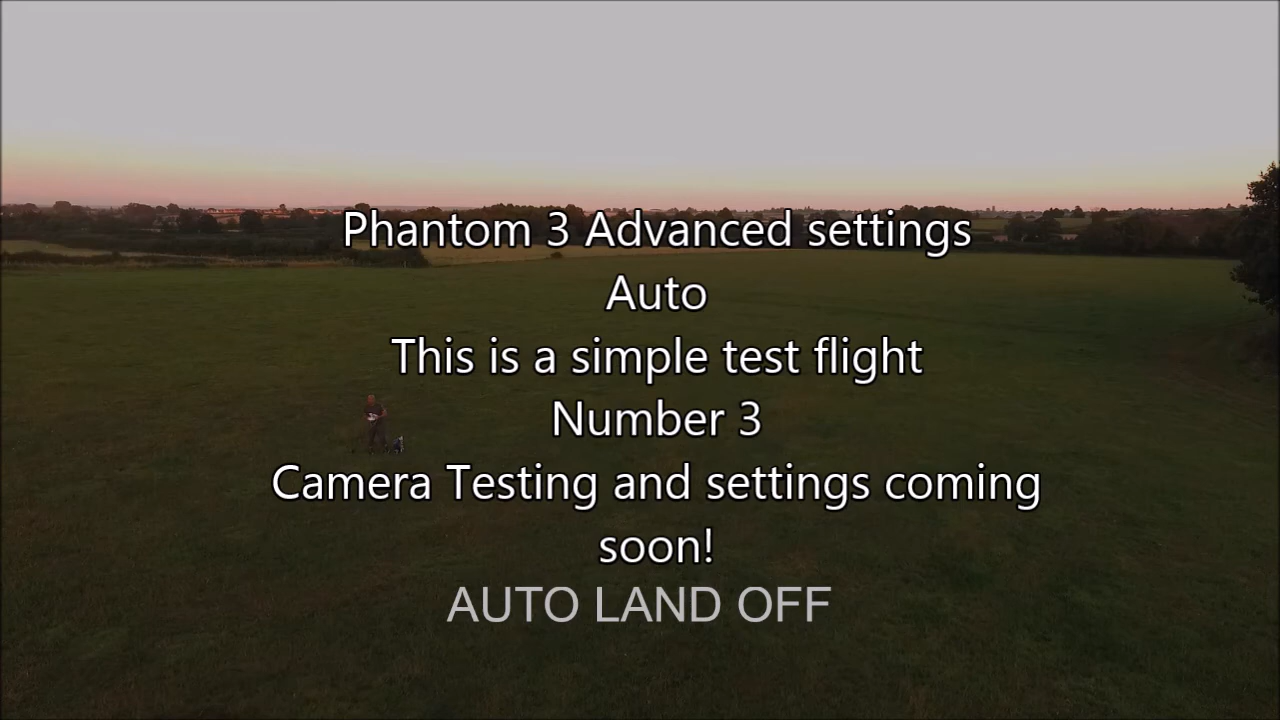 Phantom 3 Advanced settings
Auto
This is a simple test flight
Number 3
Camera Testing and settings coming
soon!
AUTO LAND OFF